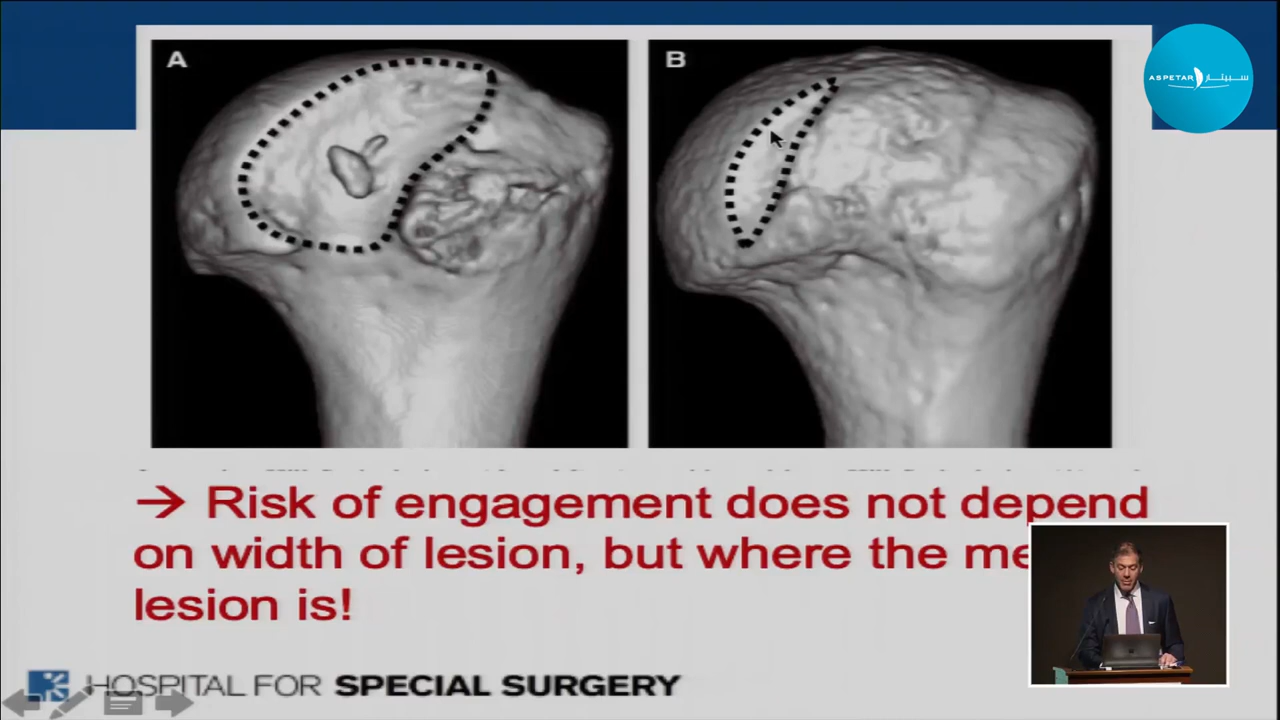 A
B
ASPETAR سبيتار
→ Risk of engagement does not depend
on width of lesion, but where the me
lesion is!
HOSPITAL FOR SPECIAL SURGERY